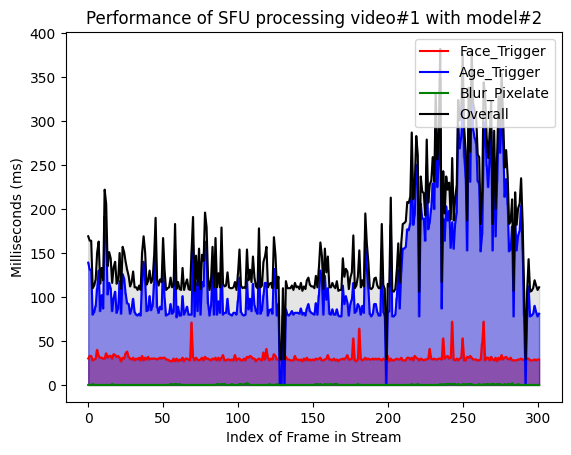 Performance of SFU processing video#1 with model#2
Face_Trigger
Age_Trigger
Blur_Pixelate
Overall
400
350
300
250
200
150
100
50
0
Milliseconds (ms)
0
50
100
150
200
250
300
Index of Frame in Stream